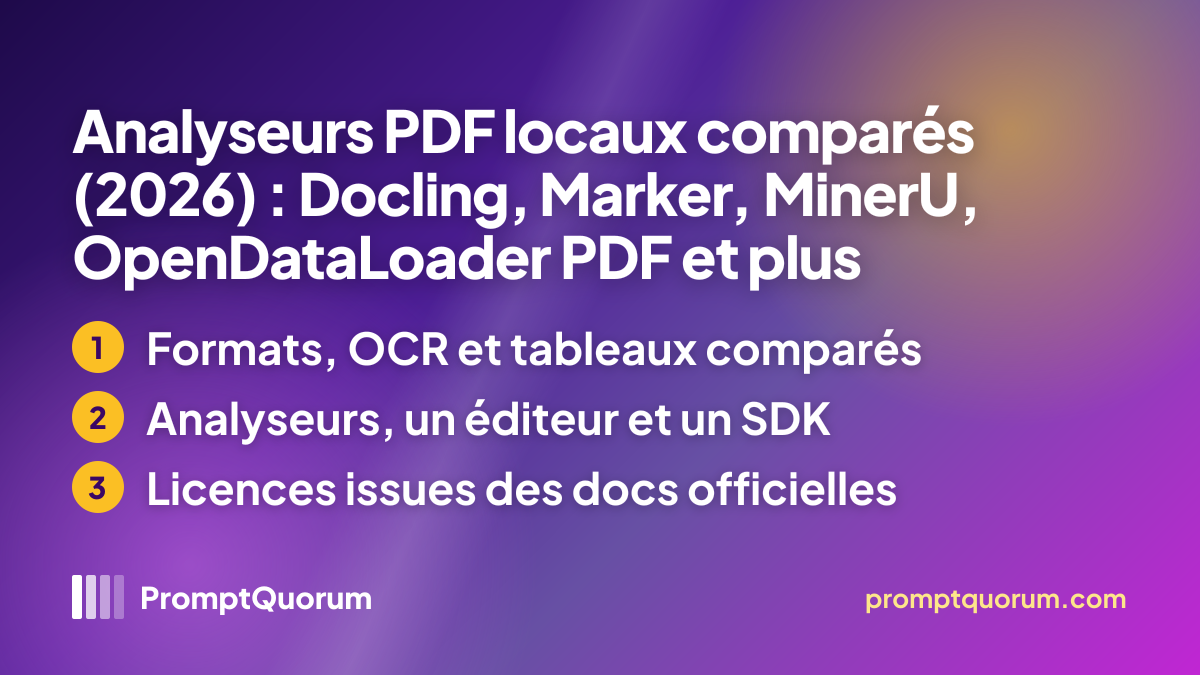 Analyseurs PDF locaux comparés
(2026) : Docling, Marker, MinerU,
OpenDataLoader PDF et plus
1 Formats, OCR et tableaux comparés
2 Analyseurs, un éditeur et un SDK
3 Licences issues des docs officielles
PromptQuorum
promptquorum.com